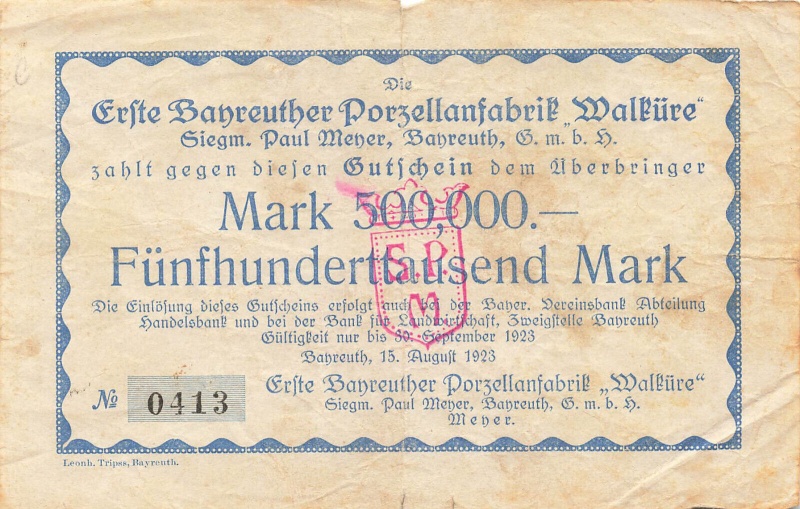 Die
Erste Bayreuther Porzellanfabrik „Walküre“
Siegm. Paul Meyer, Bayreuth, G. m. b. H.
zahlt gegen diesen Gutschein dem Überbringer
Mark 500,000.—
Fünfhunderttausend Mark
S. P.
M
Die Einlösung dieses Gutscheins erfolgt auch bei der Bayer. Vereinsbank Abteilung
Handelsbank und bei der Bank für Landwirtschaft, Zweigstelle Bayreuth
Gültigkeit nur bis 30. September 1923
Bayreuth, 15. August 1923
Erste Bayreuther Porzellanfabrik „Walküre“
№ 0413
Siegm. Paul Meyer, Bayreuth, G. m. b. H.
Meyer.
Leonh. Tripss, Bayreuth.